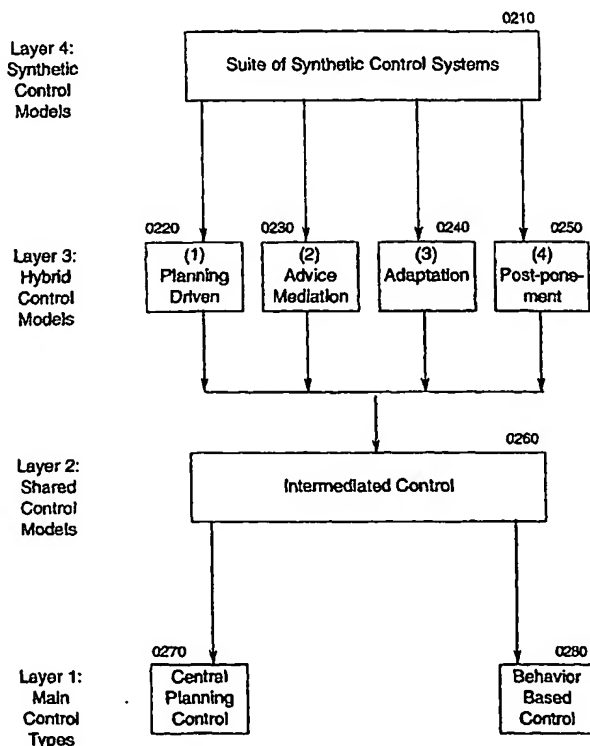 0210
Layer 4:
Synthetic
Control
Models
Suite of Synthetic Control Systems
0220
0230
0240
0250
Layer 3:
Hybrid
Control
Models
(1)
Planning
Driven
(2)
Advice
Mediation
(3)
Adaptation
(4)
Post-pone-
ment
0260
Layer 2:
Shared
Control
Models
Intermediated Control
0270
0280
Layer 1:
Main
Control
Types
Central
Planning
Control
Behavior
Based
Control